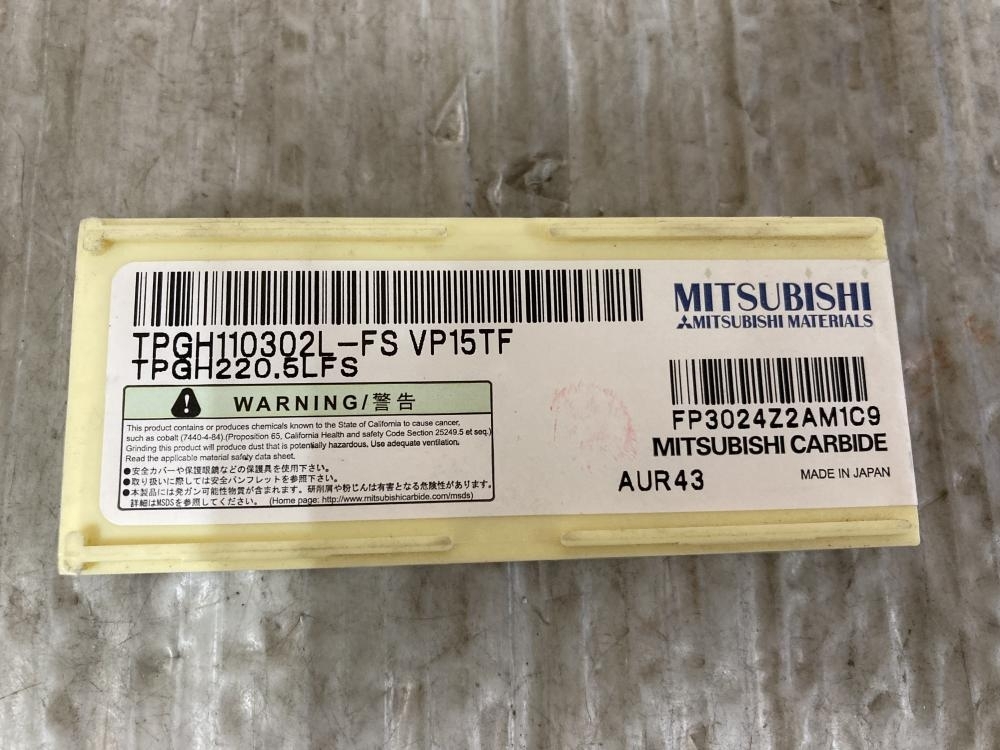 MITSUBISHI
MITSUBISHI MATERIALS
TPGH110302L-FS VP15TF
TPGH220.5LFS
WARNING/警告
This product contains or produces chemicals known to the State of California to cause cancer,
such as cobalt (7440-4-84).(Proposition 65, California Health and safety Code Section 25249.5 et seq.)
Grinding this product will produce dust that is potentially hazardous. Use adequate ventilation.
Read the applicable material safety data sheet.
●安全カバーや保護眼鏡などの保護具を使用下さい。
●取り扱いに際しては安全パンフレットを参照下さい。
●本製品には発ガン可能性物質が含まれます。研削屑や粉じんは有害となる危険性があります。
詳細はMSDSを参照してください。 (Home page: http://www.mitsubishicarbide.com/msds)
FP3024Z2AM1C9
MITSUBISHI CARBIDE
AUR43
MADE IN JAPAN